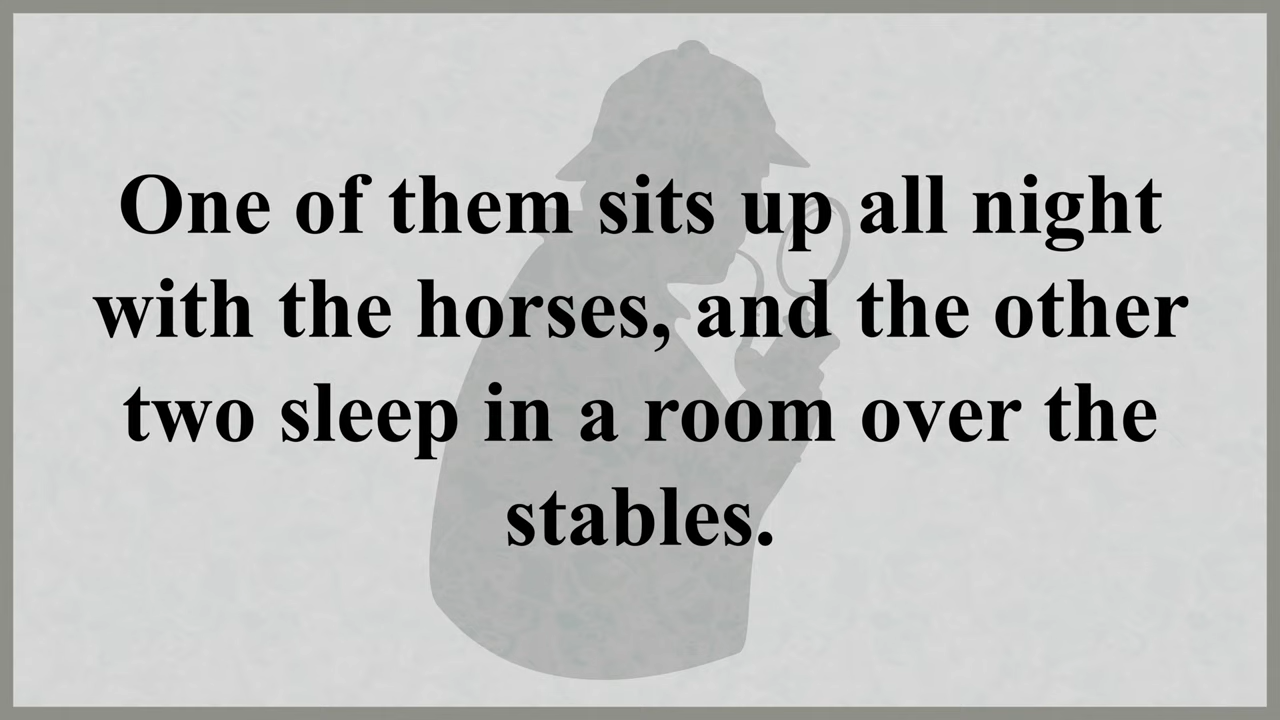 One of them sits up all night
with the horses, and the other
two sleep in a room over the
stables.